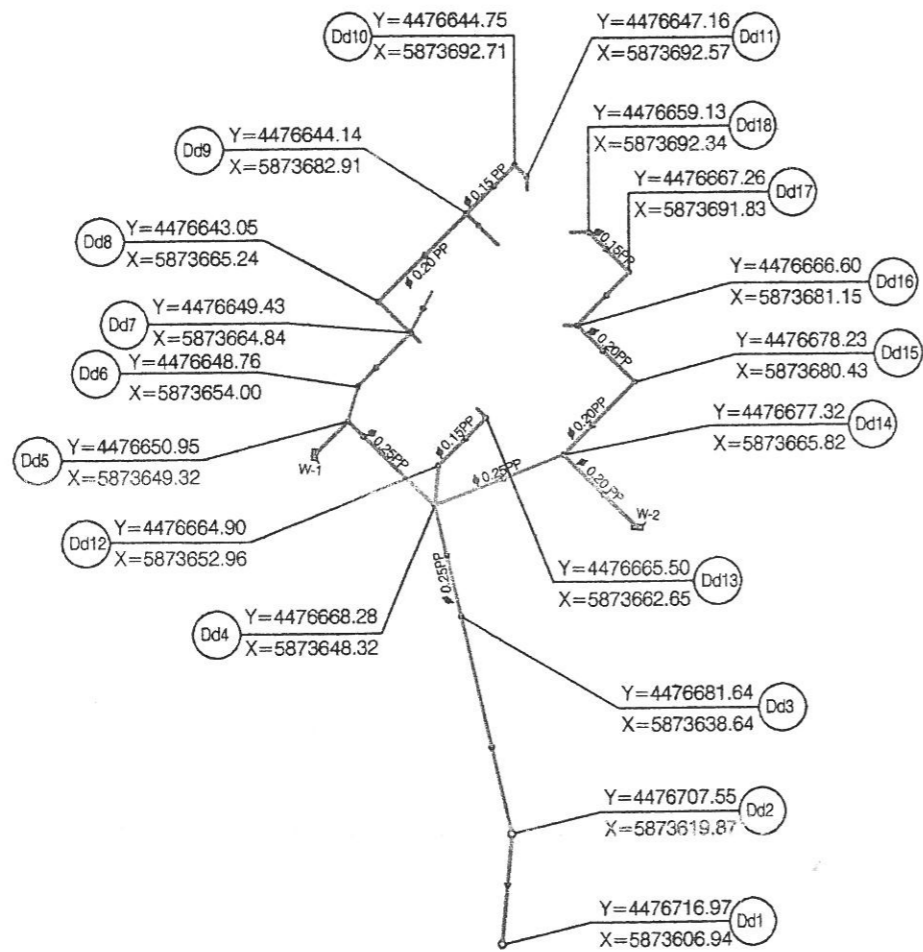 Dd10
Y=4476644.75
X=5873692.71
Y=4476647.16
X=5873692.57
Dd11
Y=4476659.13
X=5873692.34
Dd18
Dd9
Y=4476644.14
X=5873682.91
ø 0.15 PP
Y=4476667.26
X=5873691.83
Dd17
Dd8
Y=4476643.05
X=5873665.24
ø 0.20 PP
ø 0.15PP
Y=4476666.60
X=5873681.15
Dd16
Dd7
Y=4476649.43
X=5873664.84
Dd6
Y=4476648.76
X=5873654.00
ø 0.20PP
Y=4476678.23
X=5873680.43
Dd15
ø 0.20PP
Y=4476677.32
X=5873665.82
Dd14
Dd5
Y=4476650.95
X=5873649.32
W-1
ø 0.25PP
ø 0.15PP
ø 0.25PP
ø 0.20 PP
W-2
Dd12
Y=4476664.90
X=5873652.96
Y=4476665.50
X=5873662.65
Dd13
ø 0.25PP
Dd4
Y=4476668.28
X=5873648.32
Y=4476681.64
X=5873638.64
Dd3
Y=4476707.55
X=5873619.87
Dd2
Y=4476716.97
X=5873606.94
Dd1